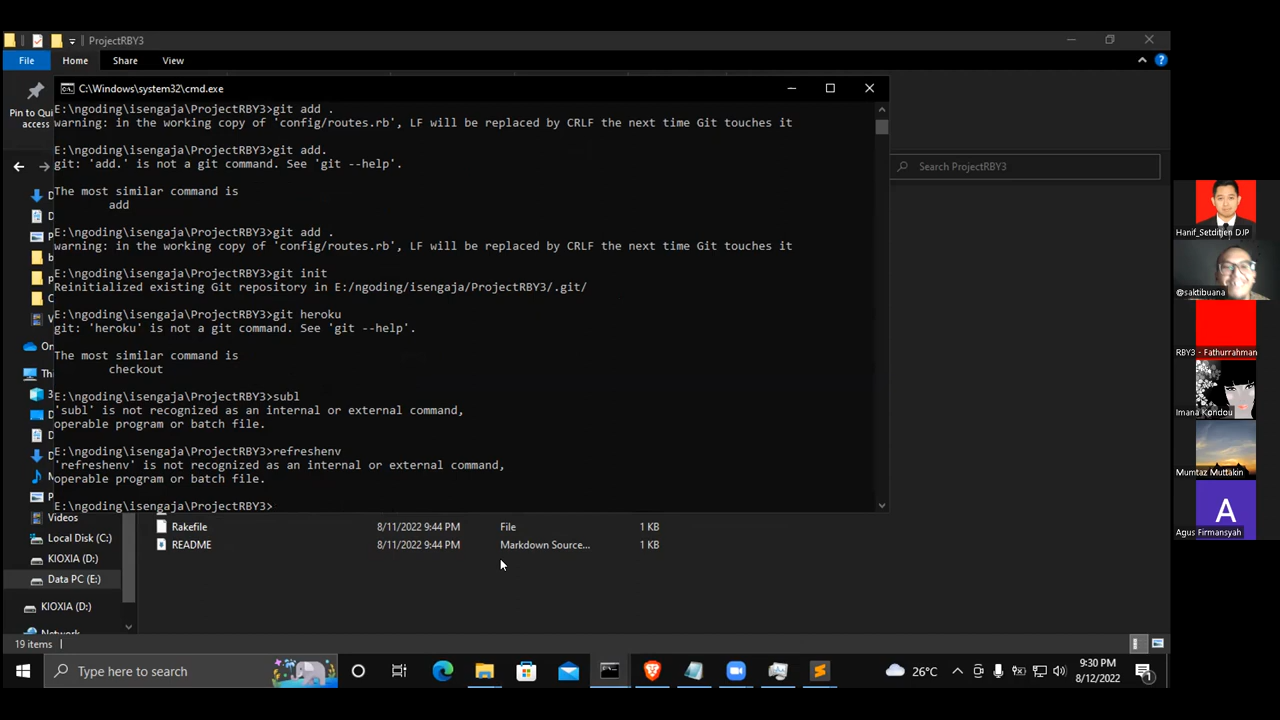 ProjectRBY3
File Home Share View
Pin to Quic
access
C:\Windows\system32\cmd.exe
E:\ngoding\isengaja\ProjectRBY3>git add .
warning: in the working copy of 'config/routes.rb', LF will be replaced by CRLF the next time Git touches it
E:\ngoding\isengaja\ProjectRBY3>git add.
git: 'add.' is not a git command. See 'git --help'.
The most similar command is
add
E:\ngoding\isengaja\ProjectRBY3>git add .
warning: in the working copy of 'config/routes.rb', LF will be replaced by CRLF the next time Git touches it
E:\ngoding\isengaja\ProjectRBY3>git init
Reinitialized existing Git repository in E:/ngoding/isengaja/ProjectRBY3/.git/
E:\ngoding\isengaja\ProjectRBY3>git heroku
git: 'heroku' is not a git command. See 'git --help'.
The most similar command is
checkout
E:\ngoding\isengaja\ProjectRBY3>subl
'subl' is not recognized as an internal or external command,
operable program or batch file.
E:\ngoding\isengaja\ProjectRBY3>refreshenv
'refreshenv' is not recognized as an internal or external command,
operable program or batch file.
E:\ngoding\isengaja\ProjectRBY3>
Search ProjectRBY3
On
Thi
Videos
Local Disk (C:)
KIOXIA (D:)
Data PC (E:)
KIOXIA (D:)
Network
Rakefile 8/11/2022 9:44 PM File 1 KB
README 8/11/2022 9:44 PM Markdown Source... 1 KB
19 items
Type here to search
26°C
9:30 PM
8/12/2022
1
Hanif_Setditjen DJP
@saktibuana
RBY3 - Fathurrahman
Imana Kondou
Mumtaz Muttakin
A
Agus Firmansyah